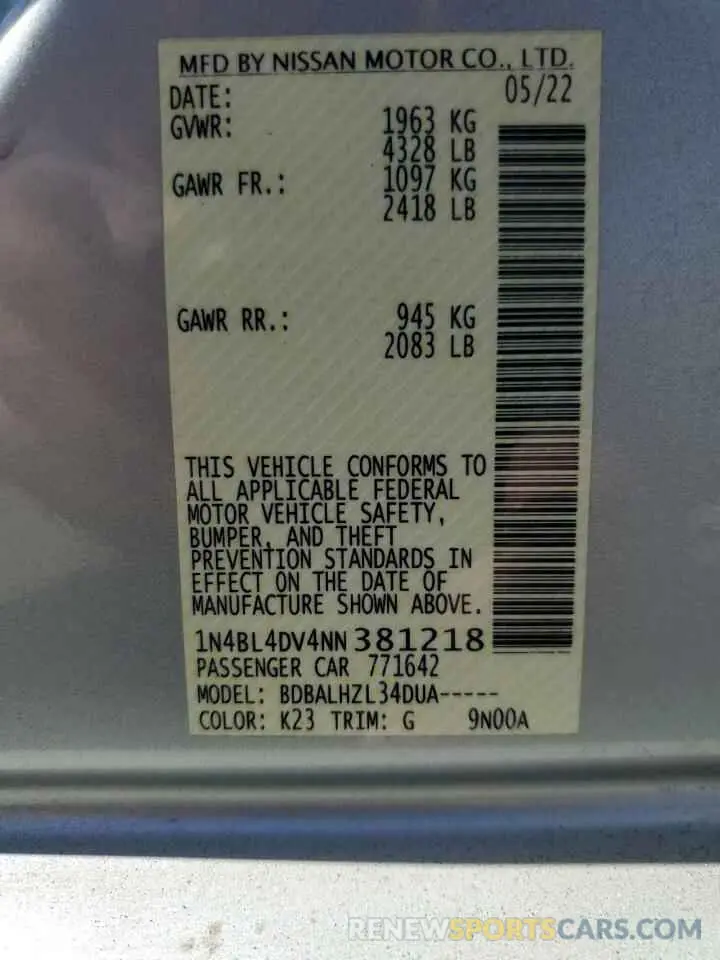 MFD BY NISSAN MOTOR CO., LTD.
DATE: 05/22
GVWR: 1963 KG
4328 LB
GAWR FR.: 1097 KG
2418 LB
GAWR RR.: 945 KG
2083 LB
THIS VEHICLE CONFORMS TO
ALL APPLICABLE FEDERAL
MOTOR VEHICLE SAFETY,
BUMPER, AND THEFT
PREVENTION STANDARDS IN
EFFECT ON THE DATE OF
MANUFACTURE SHOWN ABOVE.
1N4BL4DV4NN381218
PASSENGER CAR 771642
MODEL: BDBALHZL34DUA-----
COLOR: K23 TRIM: G 9N00A
RENEWSPORTSCARS.COM